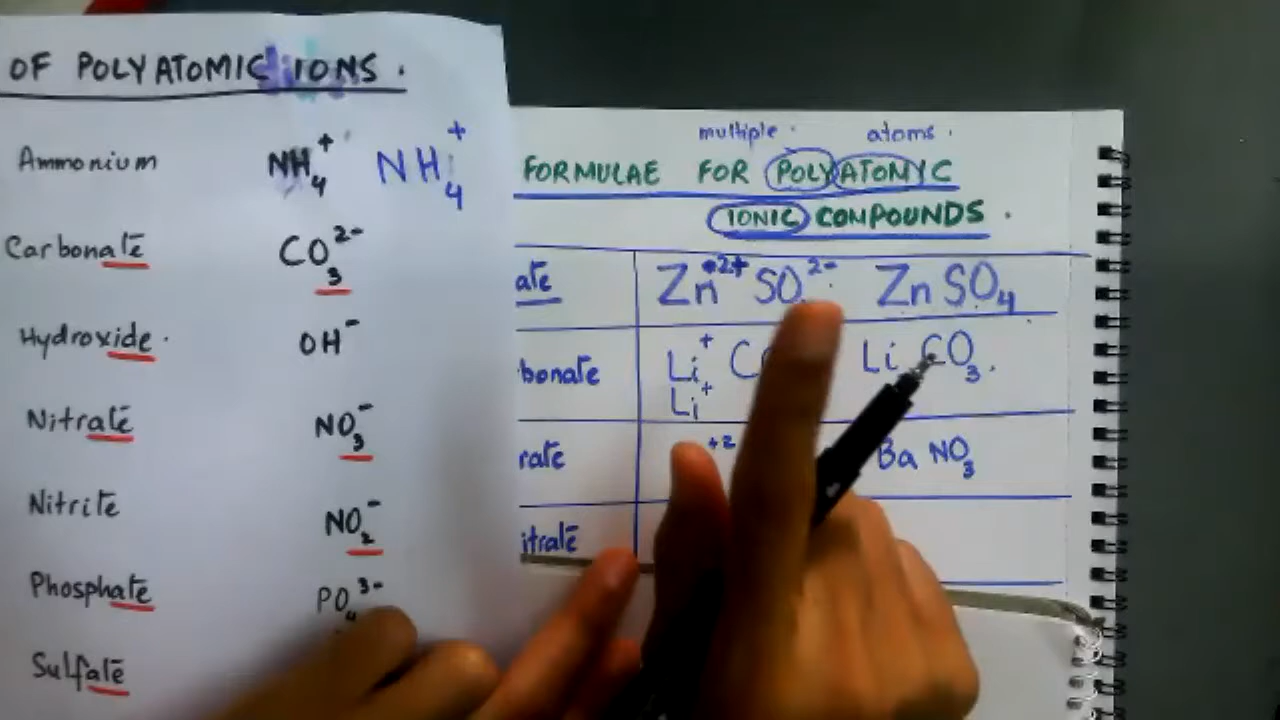 OF POLYATOMIC IONS.
Ammonium NH4+ NH4+
Carbonate CO3 2-
Hydroxide. OH-
Nitrate NO3-
Nitrite NO2-
Phosphate PO4 3-
Sulfate
multiple. atoms.
FORMULAE FOR POLYATOMYC
IONIC COMPOUNDS.
ate Zn 2+ SO 2- ZnSO4
bonate Li+ Li CO3.
Li+
rate +2 Ba NO3
itrate